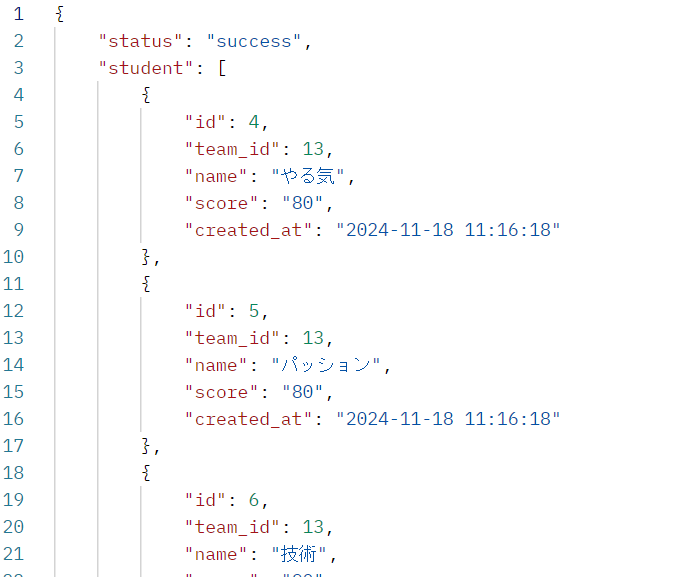 1 {
2 "status": "success",
3 "student": [
4 {
5 "id": 4,
6 "team_id": 13,
7 "name": "やる気",
8 "score": "80",
9 "created_at": "2024-11-18 11:16:18"
10 },
11 {
12 "id": 5,
13 "team_id": 13,
14 "name": "パッション",
15 "score": "80",
16 "created_at": "2024-11-18 11:16:18"
17 },
18 {
19 "id": 6,
20 "team_id": 13,
21 "name": "技術",